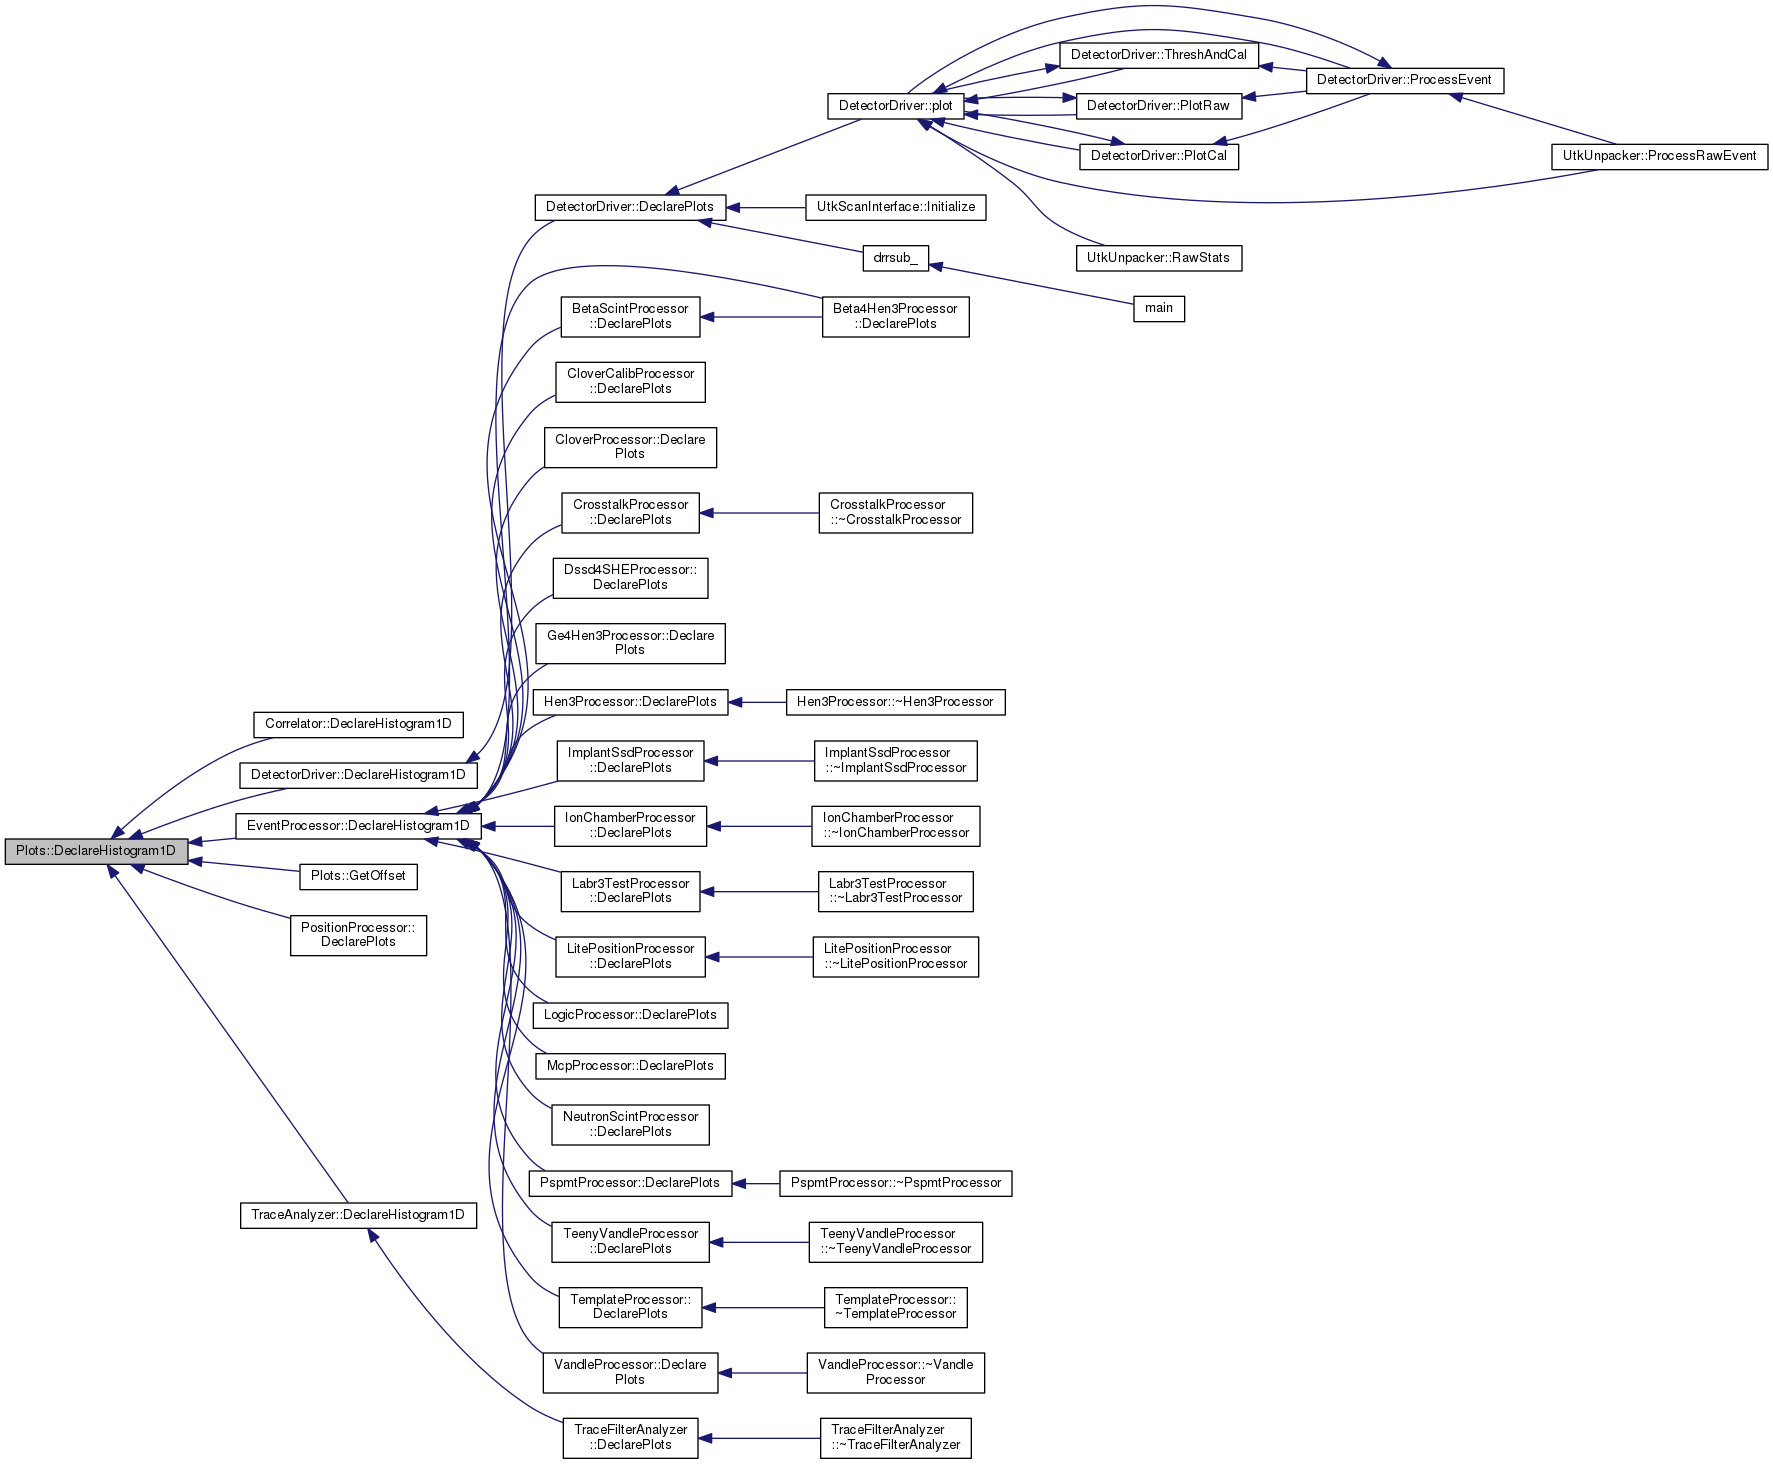 DetectorDriver::ThreshAndCal
DetectorDriver::ProcessEvent
DetectorDriver::plot
DetectorDriver::PlotRaw
DetectorDriver::PlotCal
UtkUnpacker::ProcessRawEvent
DetectorDriver::DeclarePlots
UtkScanInterface::Initialize
drrsub_
UtkUnpacker::RawStats
main
BetaScintProcessor
::DeclarePlots
Beta4Hen3Processor
::DeclarePlots
CloverCalibProcessor
::DeclarePlots
CloverProcessor::Declare
Plots
CrosstalkProcessor
::DeclarePlots
CrosstalkProcessor
::~CrosstalkProcessor
Dssd4SHEProcessor::
DeclarePlots
Ge4Hen3Processor::Declare
Plots
Hen3Processor::DeclarePlots
Hen3Processor::~Hen3Processor
Correlator::DeclareHistogram1D
ImplantSsdProcessor
::DeclarePlots
ImplantSsdProcessor
::~ImplantSsdProcessor
DetectorDriver::DeclareHistogram1D
EventProcessor::DeclareHistogram1D
IonChamberProcessor
::DeclarePlots
IonChamberProcessor
::~IonChamberProcessor
Plots::DeclareHistogram1D
Plots::GetOffset
Labr3TestProcessor
::DeclarePlots
Labr3TestProcessor
::~Labr3TestProcessor
PositionProcessor::
DeclarePlots
LitePositionProcessor
::DeclarePlots
LitePositionProcessor
::~LitePositionProcessor
LogicProcessor::DeclarePlots
McpProcessor::DeclarePlots
NeutronScintProcessor
::DeclarePlots
PspmtProcessor::DeclarePlots
PspmtProcessor::~PspmtProcessor
TraceAnalyzer::DeclareHistogram1D
TeenyVandleProcessor
::DeclarePlots
TeenyVandleProcessor
::~TeenyVandleProcessor
TemplateProcessor::
DeclarePlots
TemplateProcessor::
~TemplateProcessor
VandleProcessor::Declare
Plots
VandleProcessor::~Vandle
Processor
TraceFilterAnalyzer
::DeclarePlots
TraceFilterAnalyzer
::~TraceFilterAnalyzer